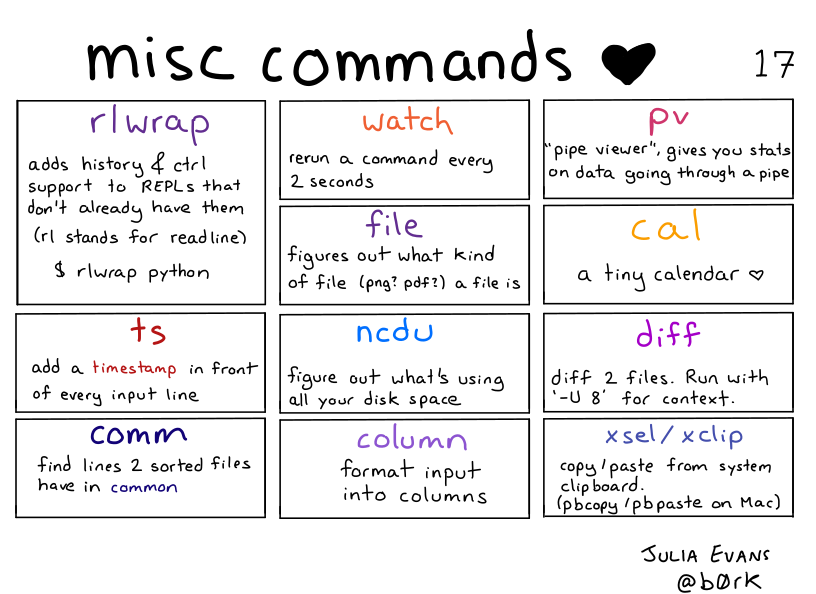 misc commands ♥
17
rlwrap
adds history & ctrl
support to REPLs that
don't already have them
(rl stands for readline)
$ rlwrap python
watch
rerun a command every
2 seconds
pv
"pipe viewer", gives you stats
on data going through a pipe
file
figures out what kind
of file (png? pdf?) a file is
cal
a tiny calendar ♡
ts
add a timestamp in front
of every input line
ncdu
figure out what's using
all your disk space
diff
diff 2 files. Run with
'-U 8' for context.
comm
find lines 2 sorted files
have in common
column
format input
into columns
xsel/xclip
copy/paste from system
clipboard.
(pbcopy/pbpaste on Mac)
JULIA EVANS
@b0rk